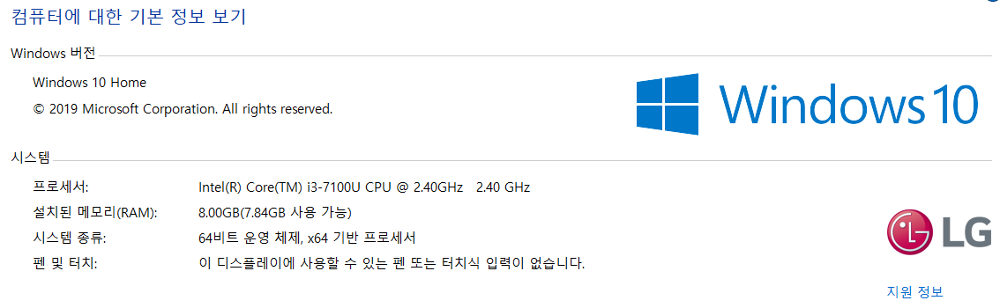 컴퓨터에 대한 기본 정보 보기
Windows 버전
Windows 10 Home
© 2019 Microsoft Corporation. All rights reserved.
Windows 10
시스템
프로세서: Intel(R) Core(TM) i3-7100U CPU @ 2.40GHz 2.40 GHz
설치된 메모리(RAM): 8.00GB(7.84GB 사용 가능)
시스템 종류: 64비트 운영 체제, x64 기반 프로세서
펜 및 터치: 이 디스플레이에 사용할 수 있는 펜 또는 터치식 입력이 없습니다.
LG
지원 정보